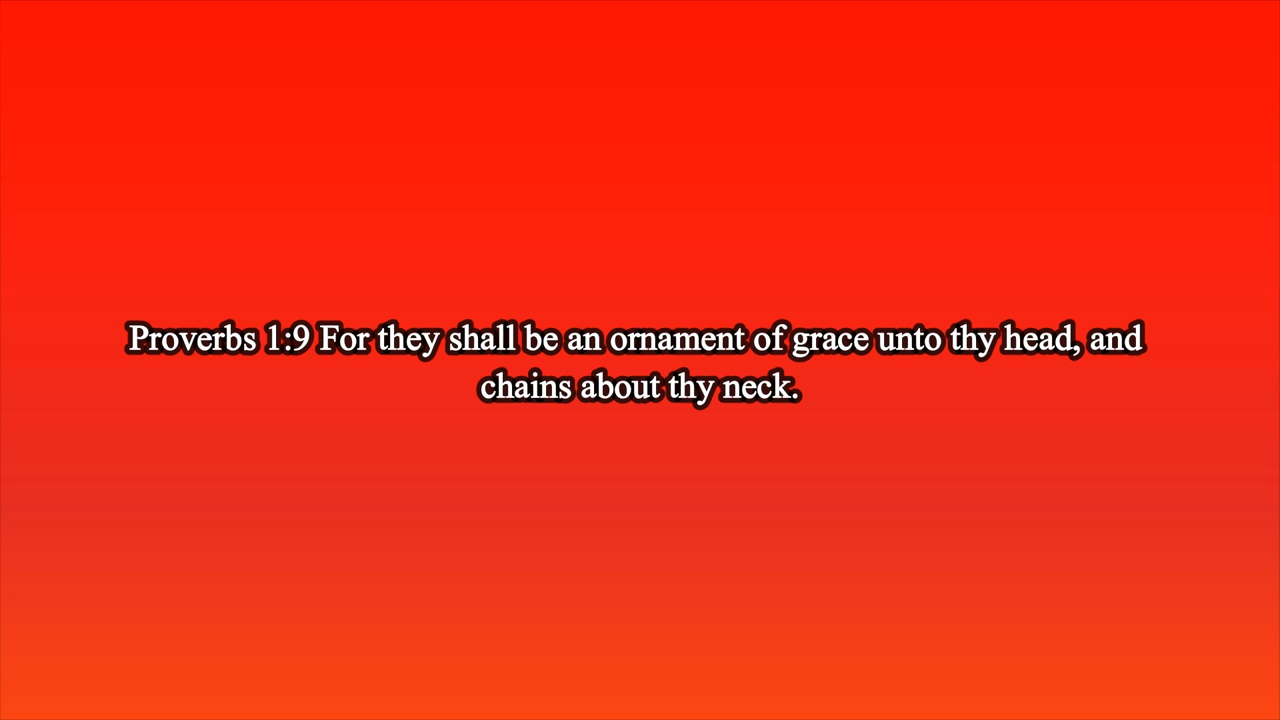 Proverbs 1:9 For they shall be an ornament of grace unto thy head, and
chains about thy neck.